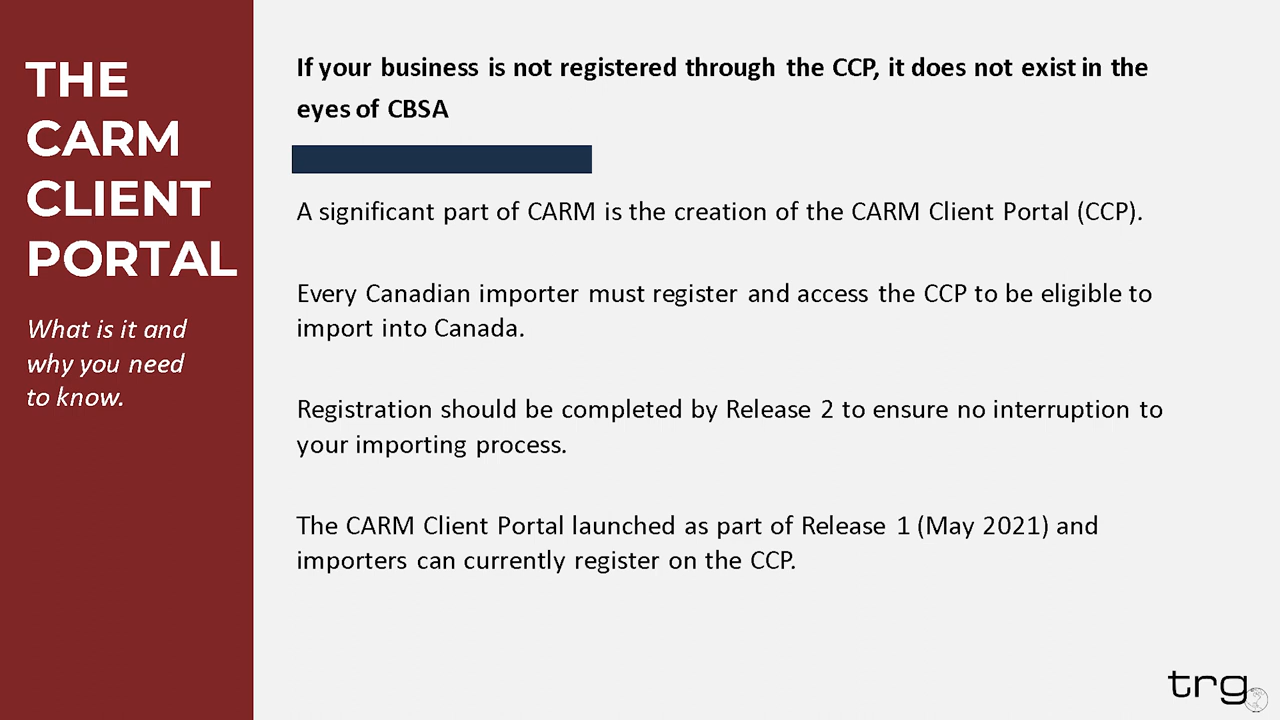 THE
CARM
CLIENT
PORTAL
What is it and
why you need
to know.
If your business is not registered through the CCP, it does not exist in the
eyes of CBSA
A significant part of CARM is the creation of the CARM Client Portal (CCP).
Every Canadian importer must register and access the CCP to be eligible to
import into Canada.
Registration should be completed by Release 2 to ensure no interruption to
your importing process.
The CARM Client Portal launched as part of Release 1 (May 2021) and
importers can currently register on the CCP.
trg